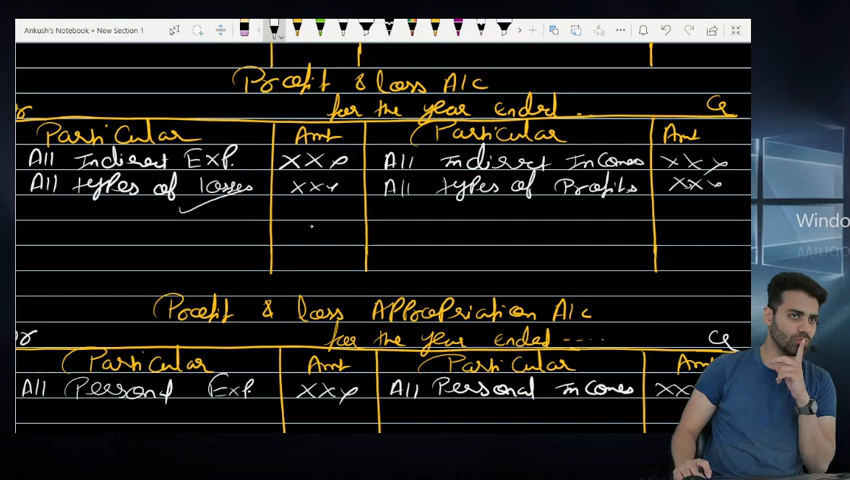 Ankush's Notebook » New Section 1
Profit & loss A/c
for the year ended ..
Dr Cr
Particular Amt Particular Amt
All Indirect Exp. xxx All Indirect Incomes xxx
All types of losses xxx All types of Profits xxx
Profit & loss Appropriation A/c
for the year ended ....
Dr Cr
Particular Amt Particular Amt
All Personal Exp. xxx All Personal Incomes xx
Windo